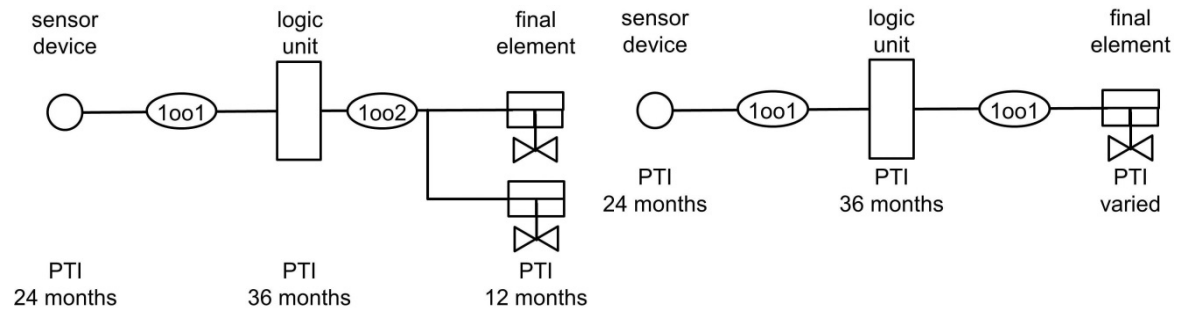 sensor
device
logic
unit
final
element
1oo1
1oo2
PTI
24 months
PTI
36 months
PTI
12 months
sensor
device
logic
unit
final
element
1oo1
1oo1
PTI
24 months
PTI
36 months
PTI
varied